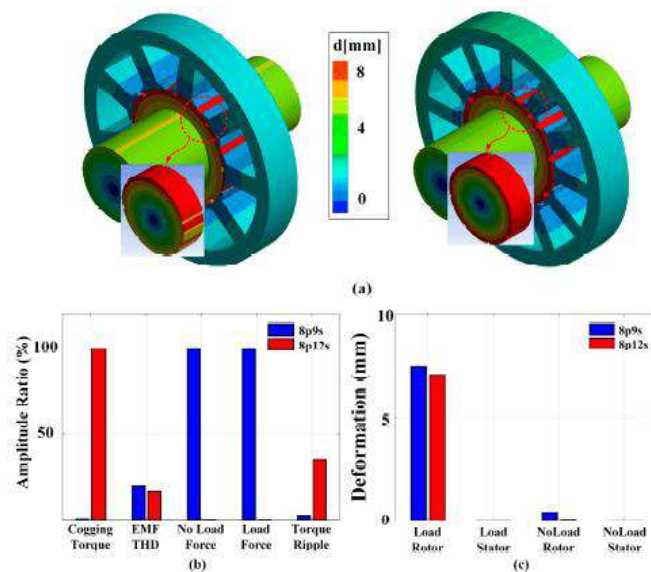 d[mm]
8
4
0
(a)
Amplitude Ratio (%)
100
50
8p9s
8p12s
Cogging Torque
EMF THD
No Load Force
Load Force
Torque Ripple
(b)
Deformation (mm)
10
5
0
8p9s
8p12s
Load Rotor
Load Stator
NoLoad Rotor
NoLoad Stator
(c)